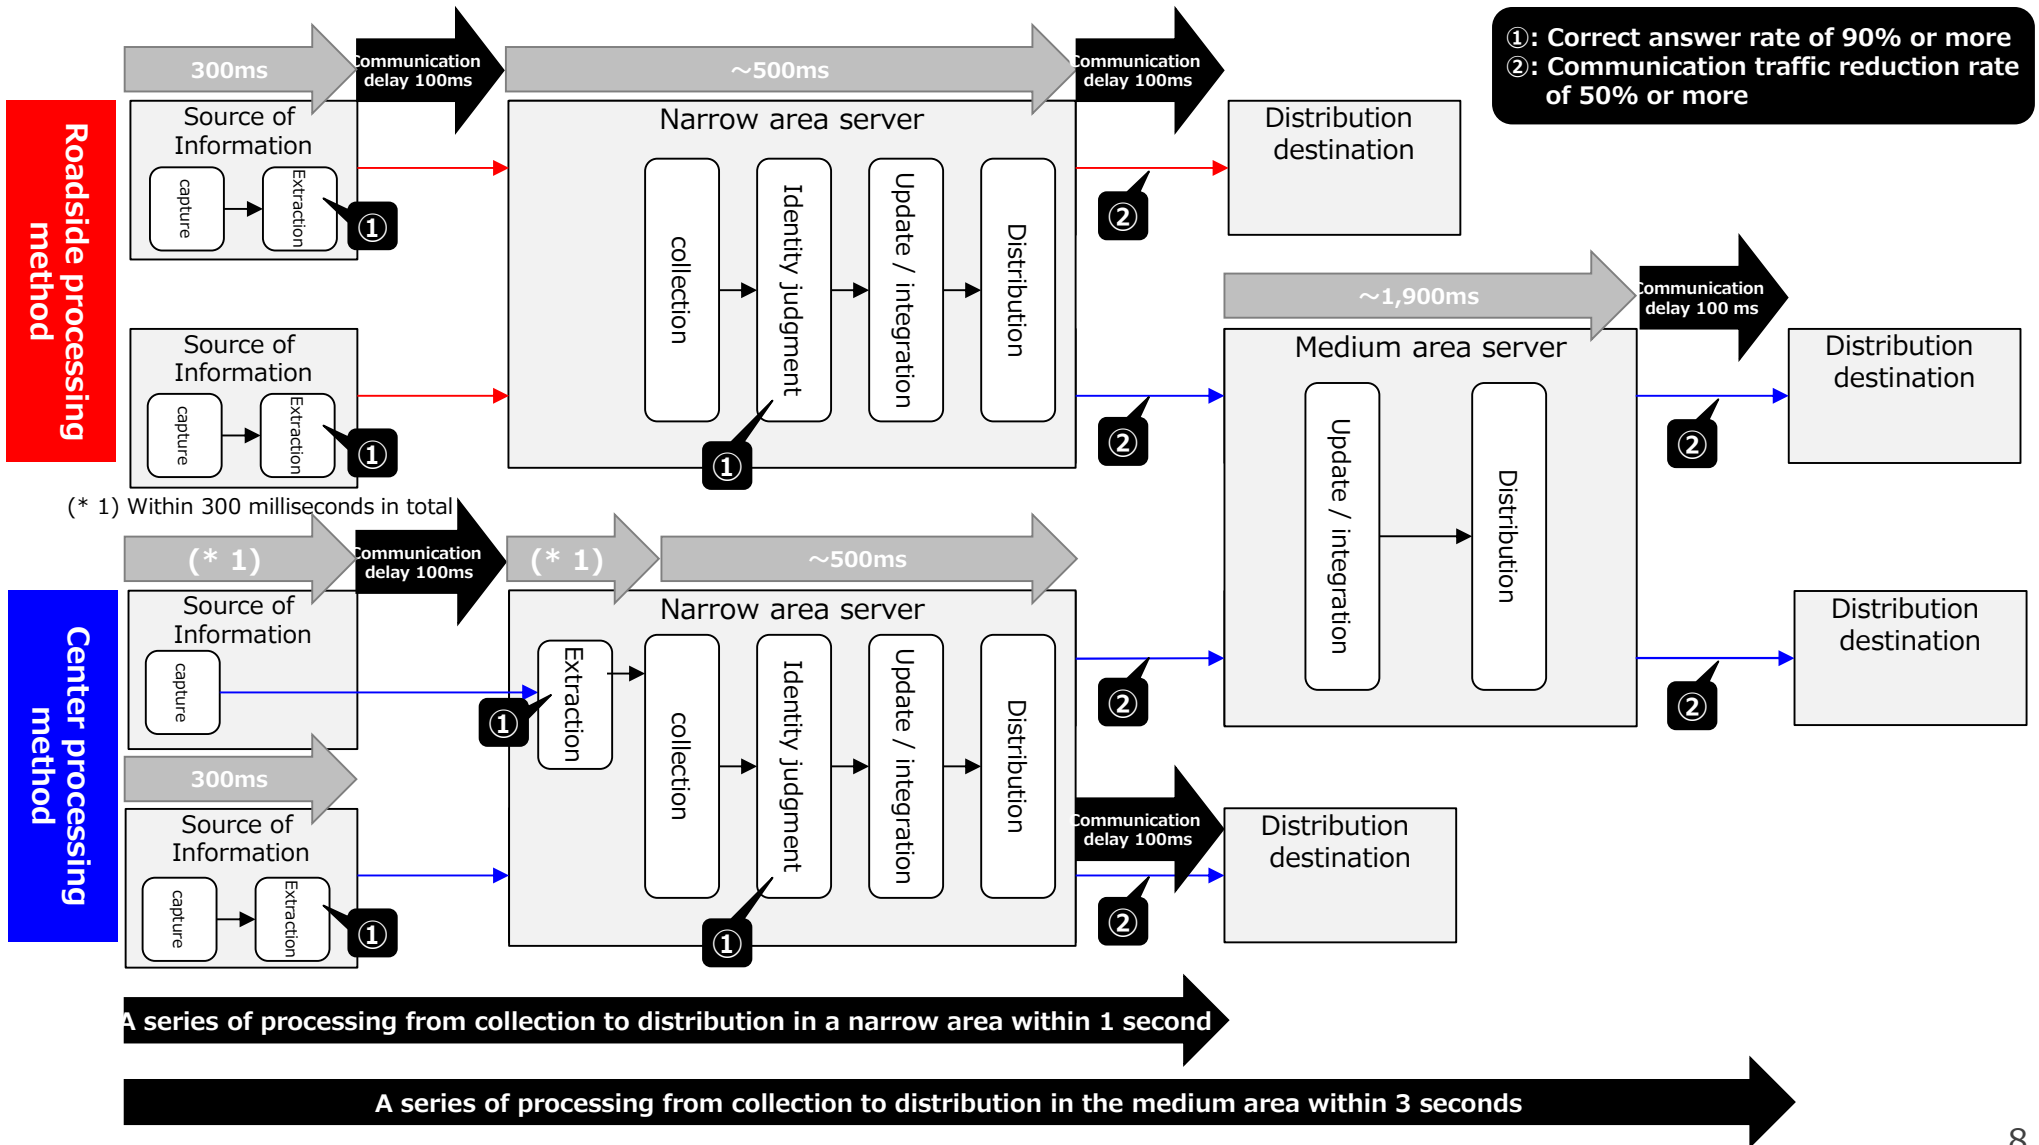 300ms
Communication
delay 100ms
～500ms
Communication
delay 100ms
①: Correct answer rate of 90% or more
②: Communication traffic reduction rate
of 50% or more
Roadside processing
method
Source of
Information
capture
Extraction
①
Narrow area server
collection
Identity judgment
Update / integration
Distribution
①
②
Distribution
destination
Source of
Information
capture
Extraction
①
②
～1,900ms
Communication
delay 100 ms
Medium area server
Update / integration
Distribution
②
Distribution
destination
(* 1) Within 300 milliseconds in total
(* 1)
Communication
delay 100ms
(* 1)
～500ms
Center processing
method
Source of
Information
capture
Narrow area server
Extraction
①
collection
Identity judgment
Update / integration
Distribution
①
②
②
Distribution
destination
300ms
Source of
Information
capture
Extraction
①
Communication
delay 100ms
②
Distribution
destination
A series of processing from collection to distribution in a narrow area within 1 second
A series of processing from collection to distribution in the medium area within 3 seconds
8